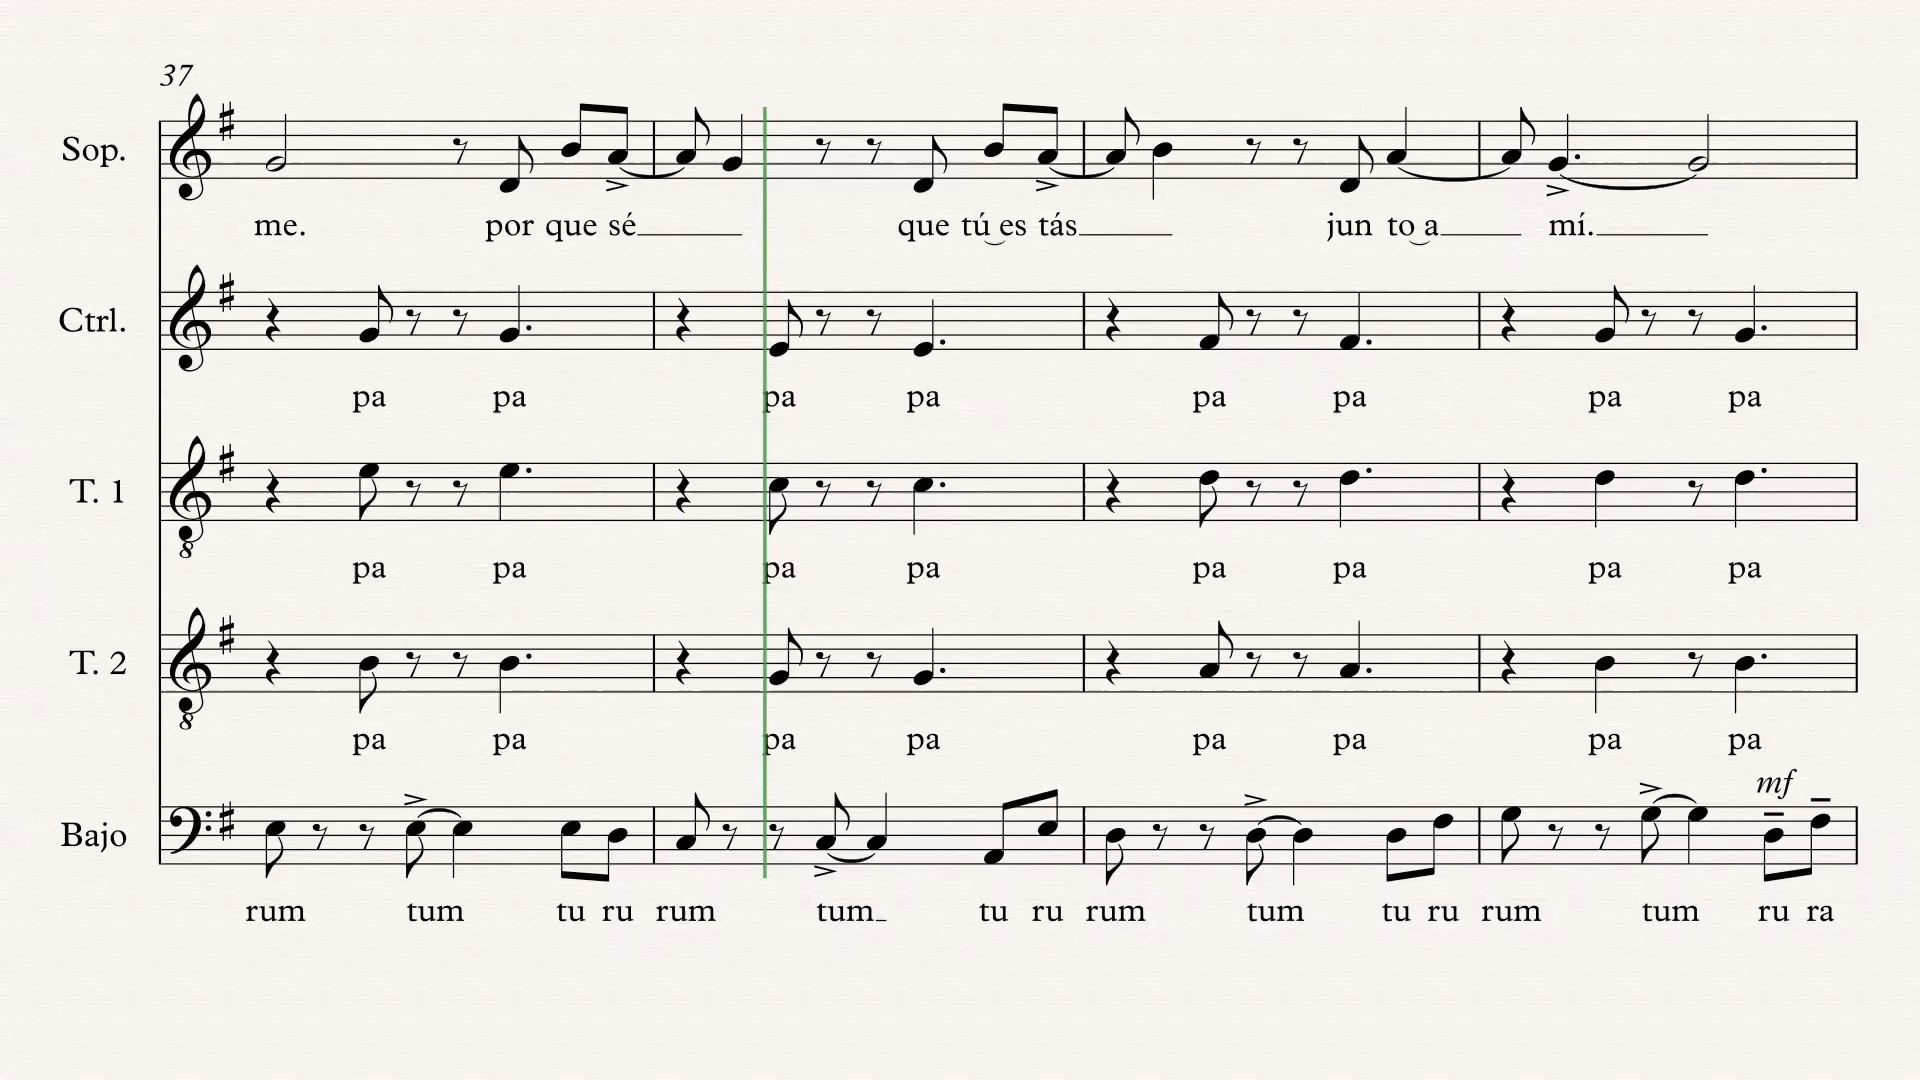 37
Sop.
me. por que sé que tú es tás jun to a mí.
Ctrl.
pa pa pa pa pa pa pa pa
T. 1
8
pa pa pa pa pa pa pa pa
T. 2
8
pa pa pa pa pa pa pa pa
mf
Bajo
rum tum tu ru rum tum tu ru rum tum tu ru rum tum ru ra